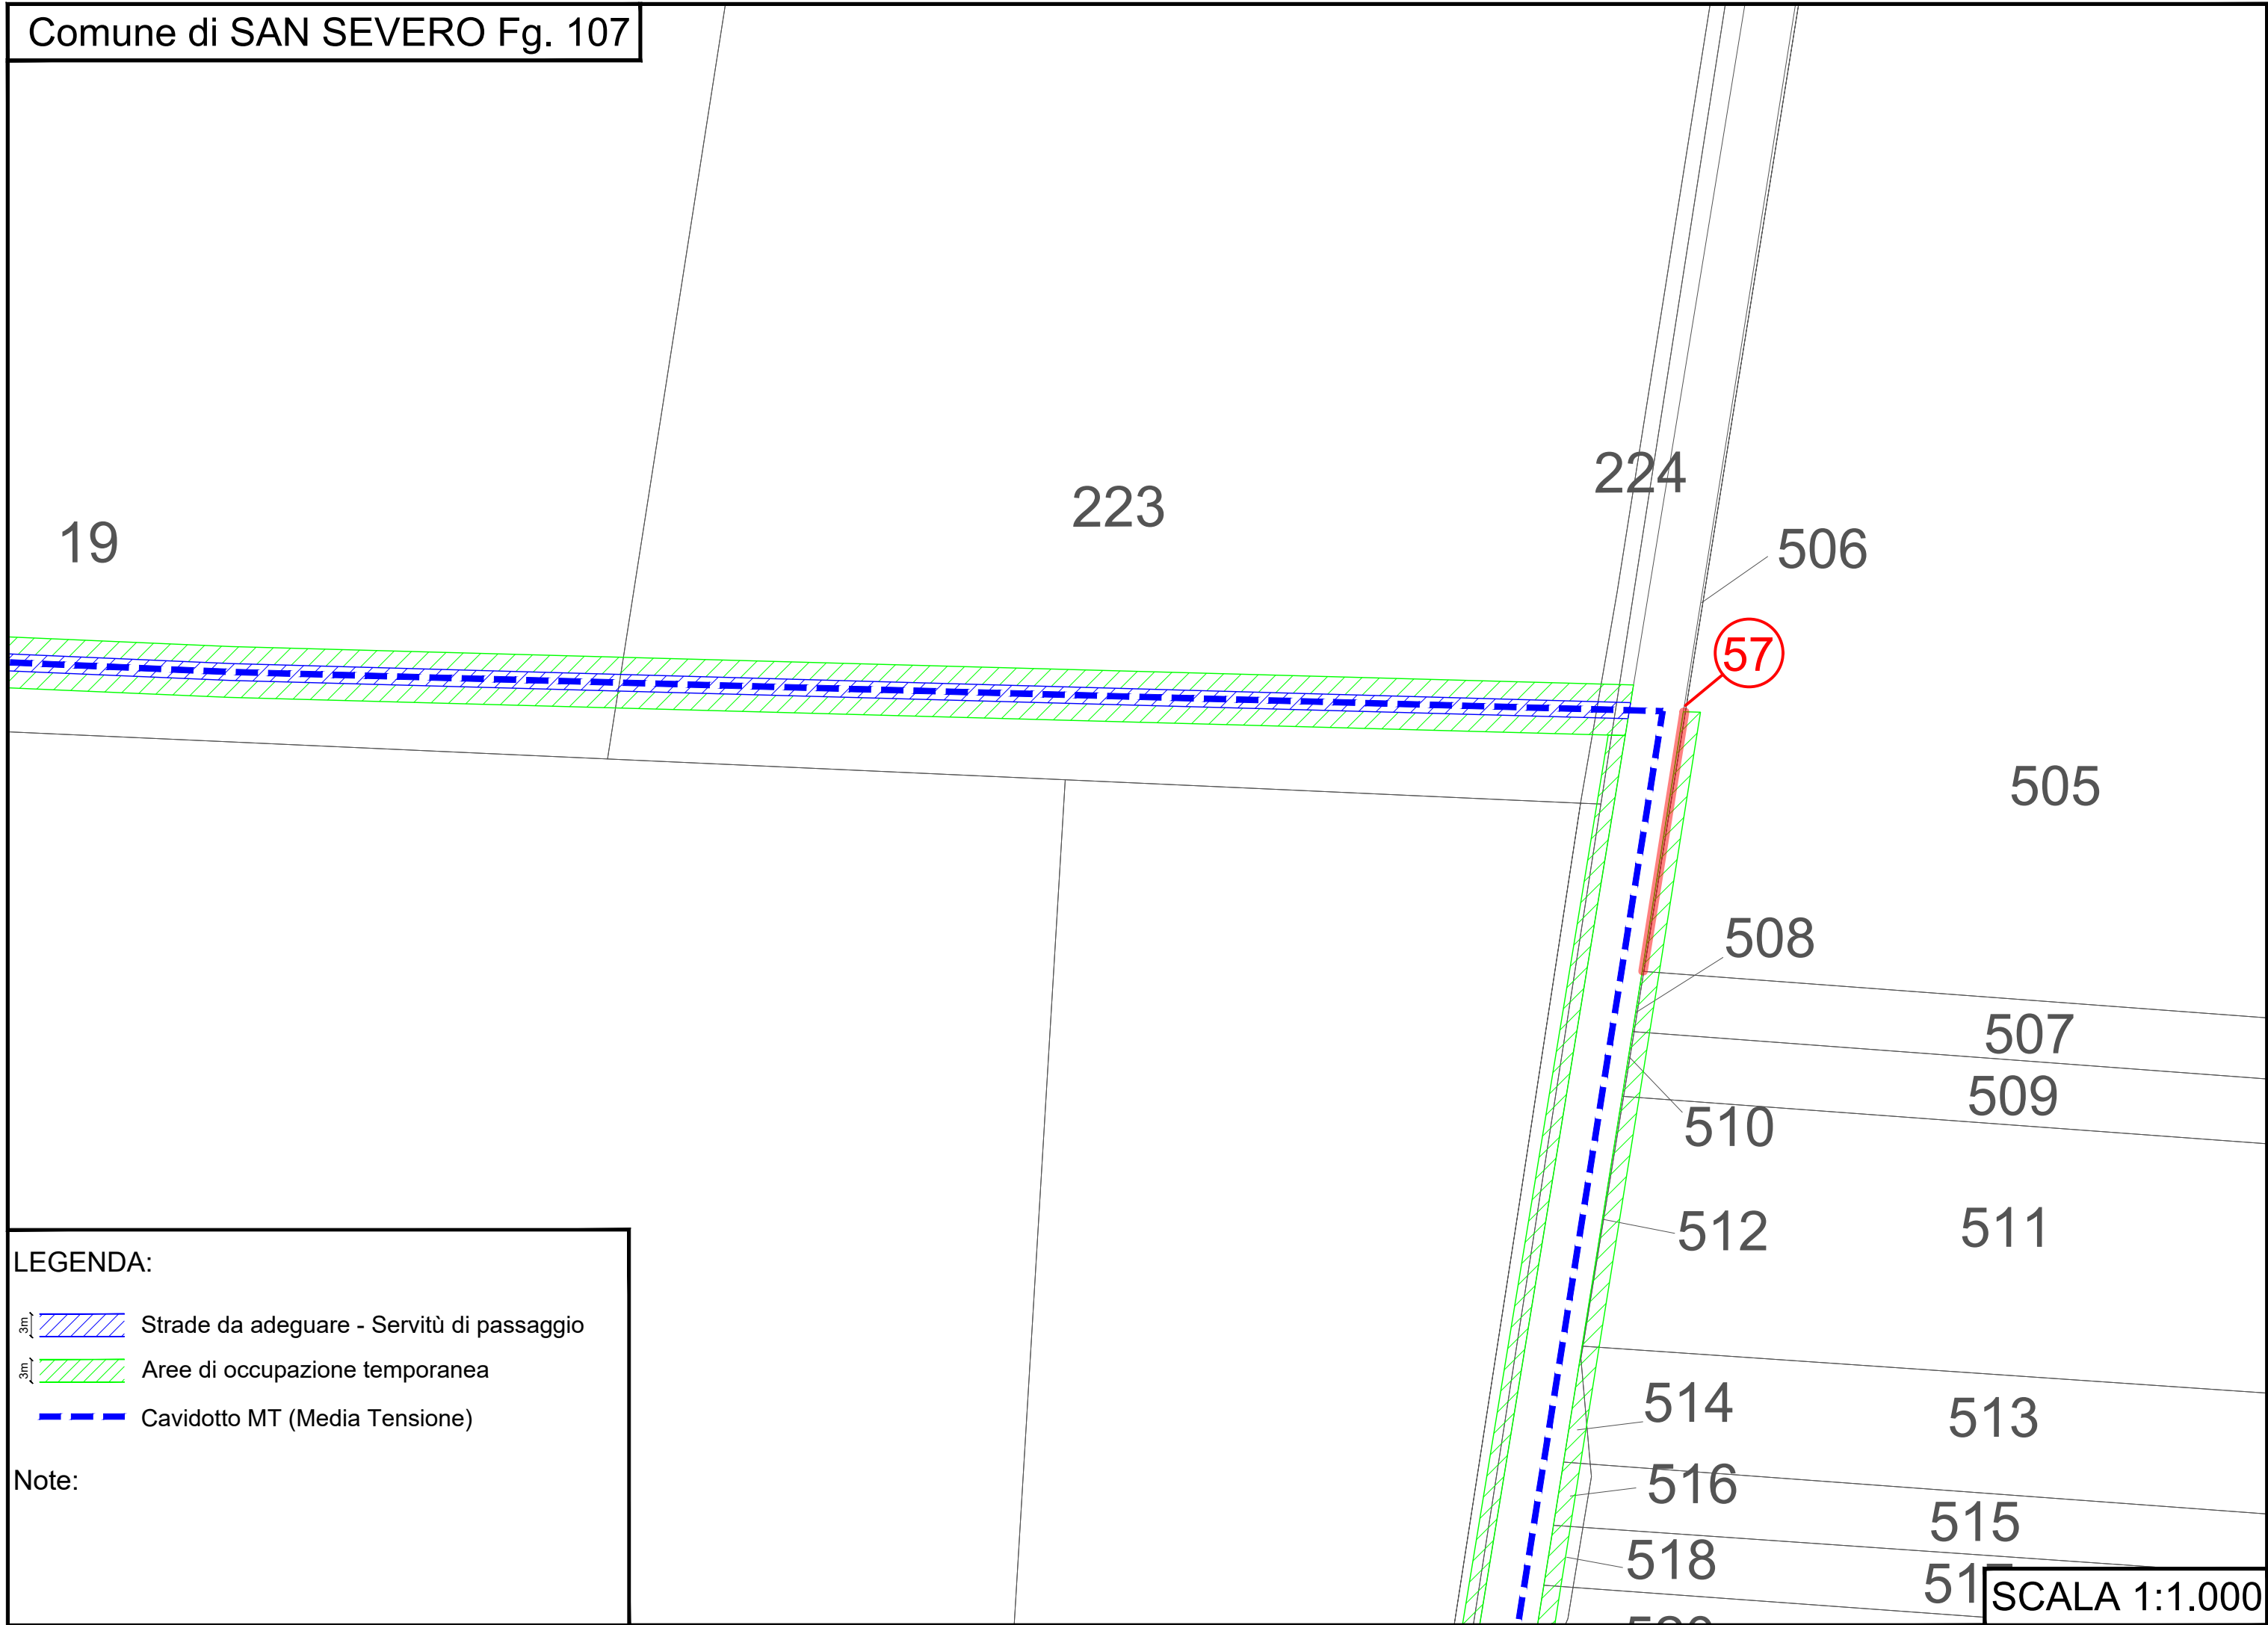 Comune di SAN SEVERO Fg. 107
224
223
19
506
57
505
508
507
509
510
512
511
514
513
516
515
518
LEGENDA:
3m
Strade da adeguare - Servitù di passaggio
3m
Aree di occupazione temporanea
Cavidotto MT (Media Tensione)
Note:
SCALA 1:1.000